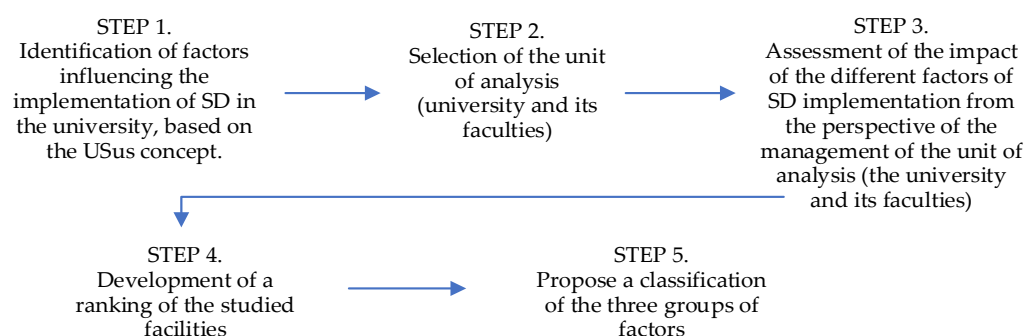 STEP 1.
Identification of factors
influencing the
implementation of SD in
the university, based on
the USus concept.
STEP 2.
Selection of the unit
of analysis
(university and its
faculties)
STEP 3.
Assessment of the impact
of the different factors of
SD implementation from
the perspective of the
management of the unit of
analysis (the university
and its faculties)
STEP 4.
Development of a
ranking of the studied
facilities
STEP 5.
Propose a classification
of the three groups of
factors